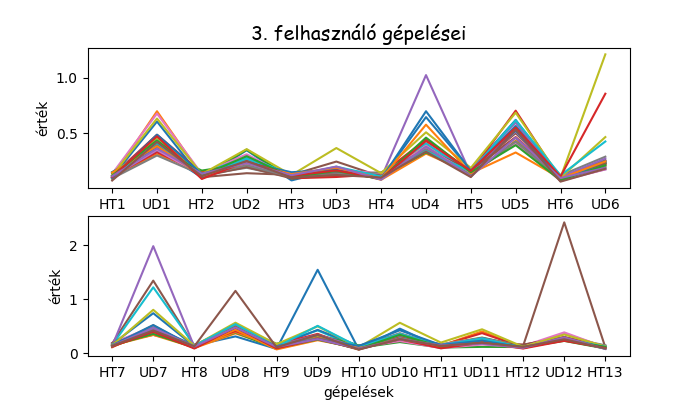 3. felhasználó gépelései
érték
1.0
0.5
HT1 UD1 HT2 UD2 HT3 UD3 HT4 UD4 HT5 UD5 HT6 UD6
érték
2
1
0
HT7 UD7 HT8 UD8 HT9 UD9 HT10 UD10 HT11 UD11 HT12 UD12 HT13
gépelések